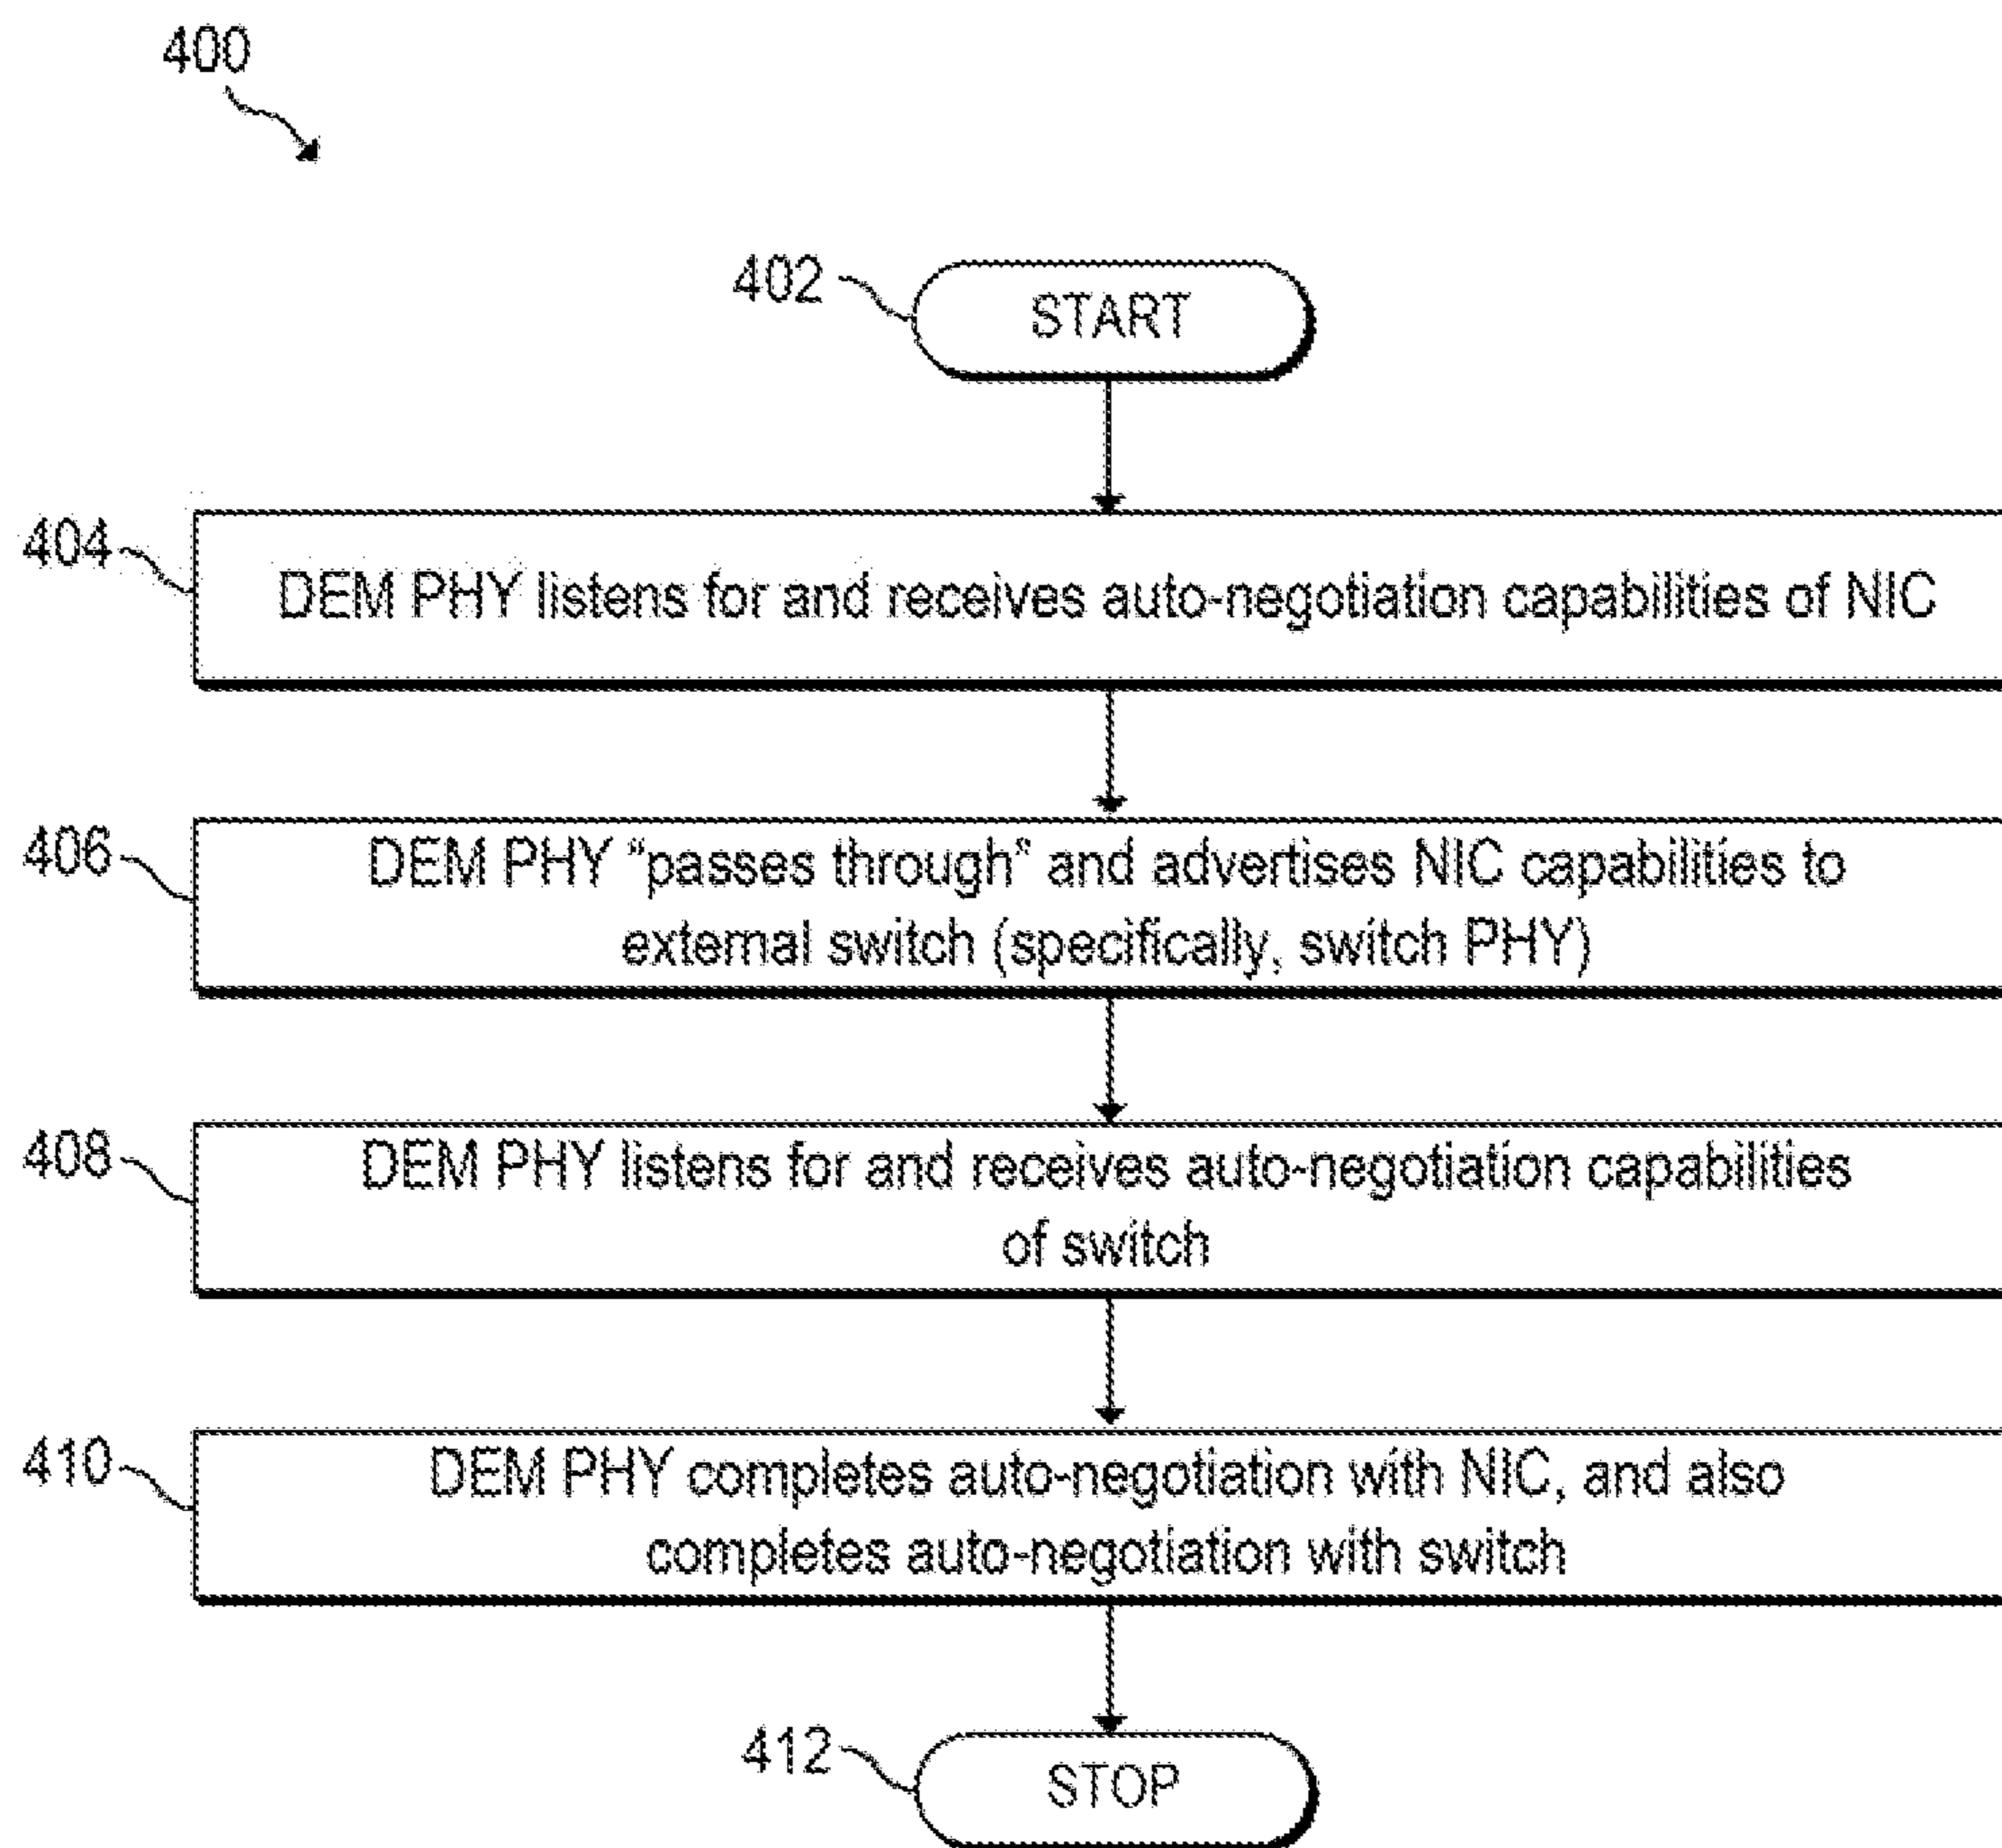 400
402
START
404
DEM PHY listens for and receives auto-negotiation capabilities of NIC
406
DEM PHY “passes through” and advertises NIC capabilities to
external switch (specifically, switch PHY)
408
DEM PHY listens for and receives auto-negotiation capabilities
of switch
410
DEM PHY completes auto-negotiation with NIC, and also
completes auto-negotiation with switch
412
STOP